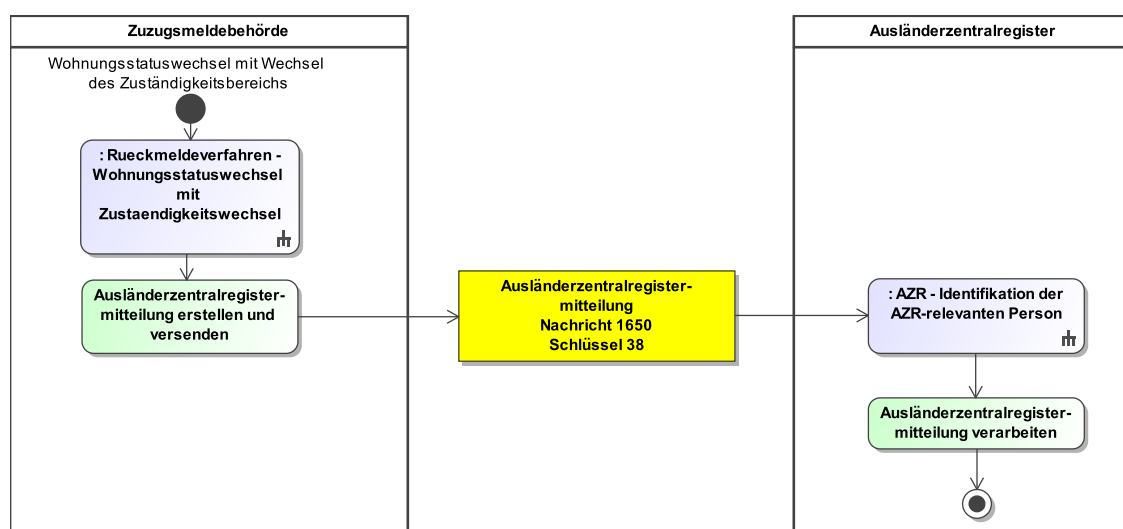 Zuzugsmeldebehörde
Wohnungsstatuswechsel mit Wechsel
des Zuständigkeitsbereichs
: Rueckmeldeverfahren -
Wohnungsstatuswechsel
mit
Zustaendigkeitswechsel
Ausländerzentralregister-
mitteilung erstellen und
versenden
Ausländerzentralregister-
mitteilung
Nachricht 1650
Schlüssel 38
Ausländerzentralregister
: AZR - Identifikation der
AZR-relevanten Person
Ausländerzentralregister-
mitteilung verarbeiten